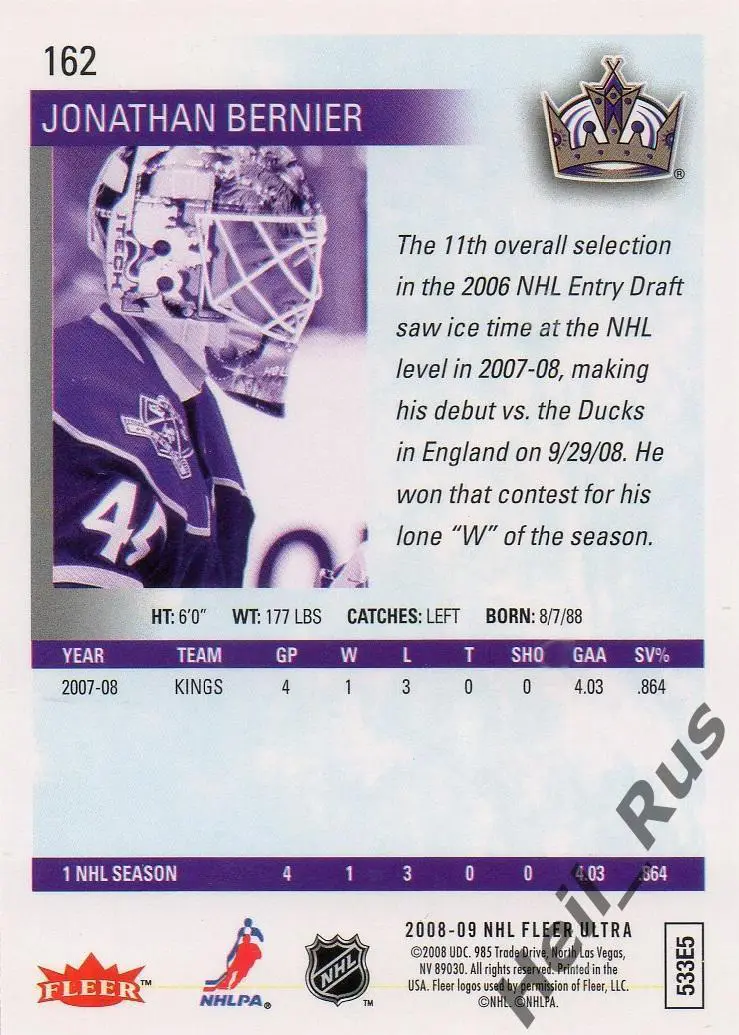 162
JONATHAN BERNIER
®
ITECH
45
The 11th overall selection
in the 2006 NHL Entry Draft
saw ice time at the NHL
level in 2007-08, making
his debut vs. the Ducks
in England on 9/29/08. He
won that contest for his
lone “W” of the season.
HT: 6'0" WT: 177 LBS CATCHES: LEFT BORN: 8/7/88
YEAR TEAM GP W L T SHO GAA SV%
2007-08 KINGS 4 1 3 0 0 4.03 .864
1 NHL SEASON 4 1 3 0 0 4.03 .864
2008-09 NHL FLEER ULTRA
©2008 UDC. 985 Trade Drive, North Las Vegas,
NV 89030. All rights reserved. Printed in the
USA. Fleer logos used by permission of Fleer, LLC.
©NHL. ©NHLPA.
FLEER™
NHLPA®
NHL™
533E5
Heil_Rus